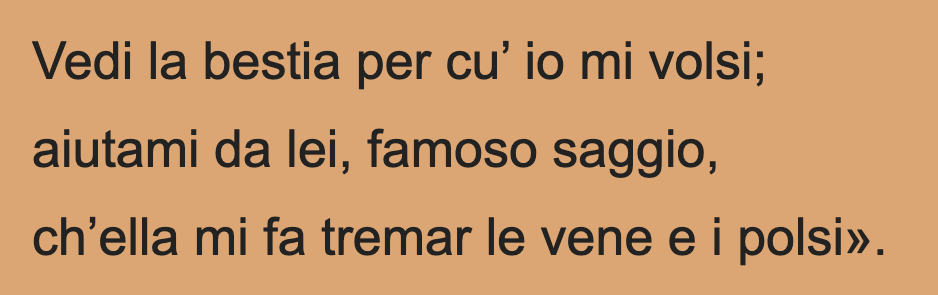 Vedi la bestia per cu’ io mi volsi;
aiutami da lei, famoso saggio,
ch’ella mi fa tremar le vene e i polsi».